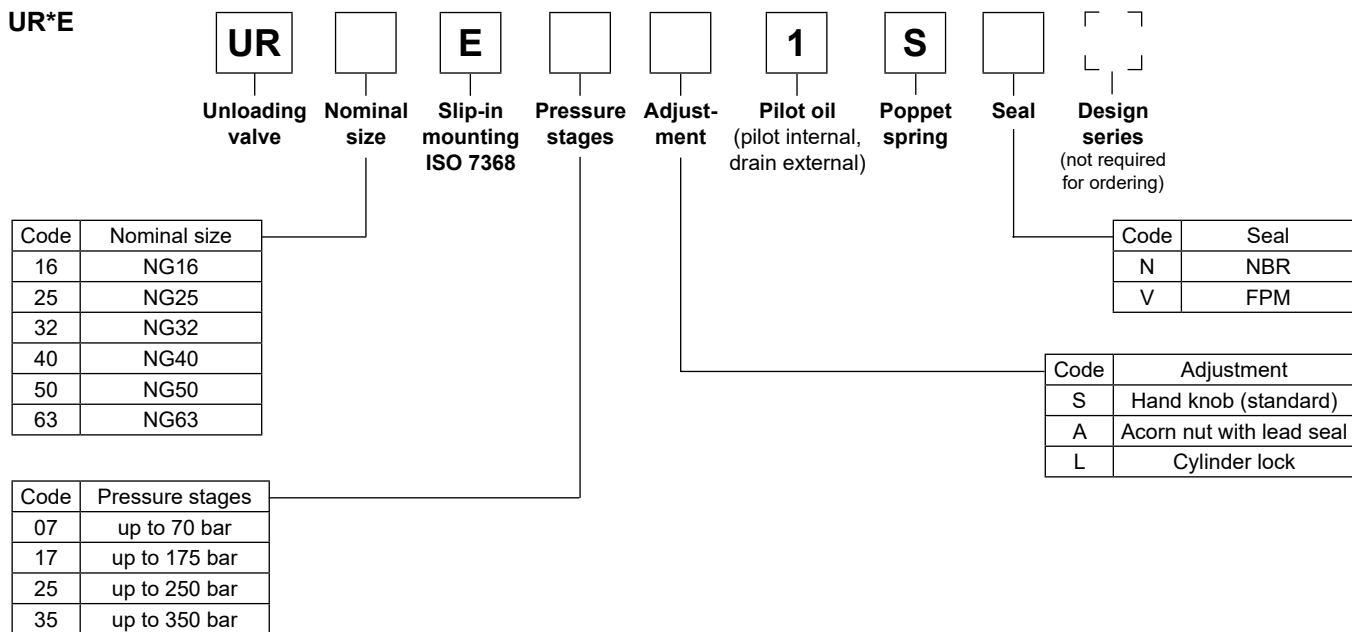 UR*E
UR E 1 S
Unloading valve
Nominal size
Slip-in mounting ISO 7368
Pressure stages
Adjust-
ment
Pilot oil
(pilot internal,
drain external)
Poppet spring
Seal
Design series
(not required
for ordering)
Code Nominal size
16 NG16
25 NG25
32 NG32
40 NG40
50 NG50
63 NG63
Code Seal
N NBR
V FPM
Code Adjustment
S Hand knob (standard)
A Acorn nut with lead seal
L Cylinder lock
Code Pressure stages
07 up to 70 bar
17 up to 175 bar
25 up to 250 bar
35 up to 350 bar